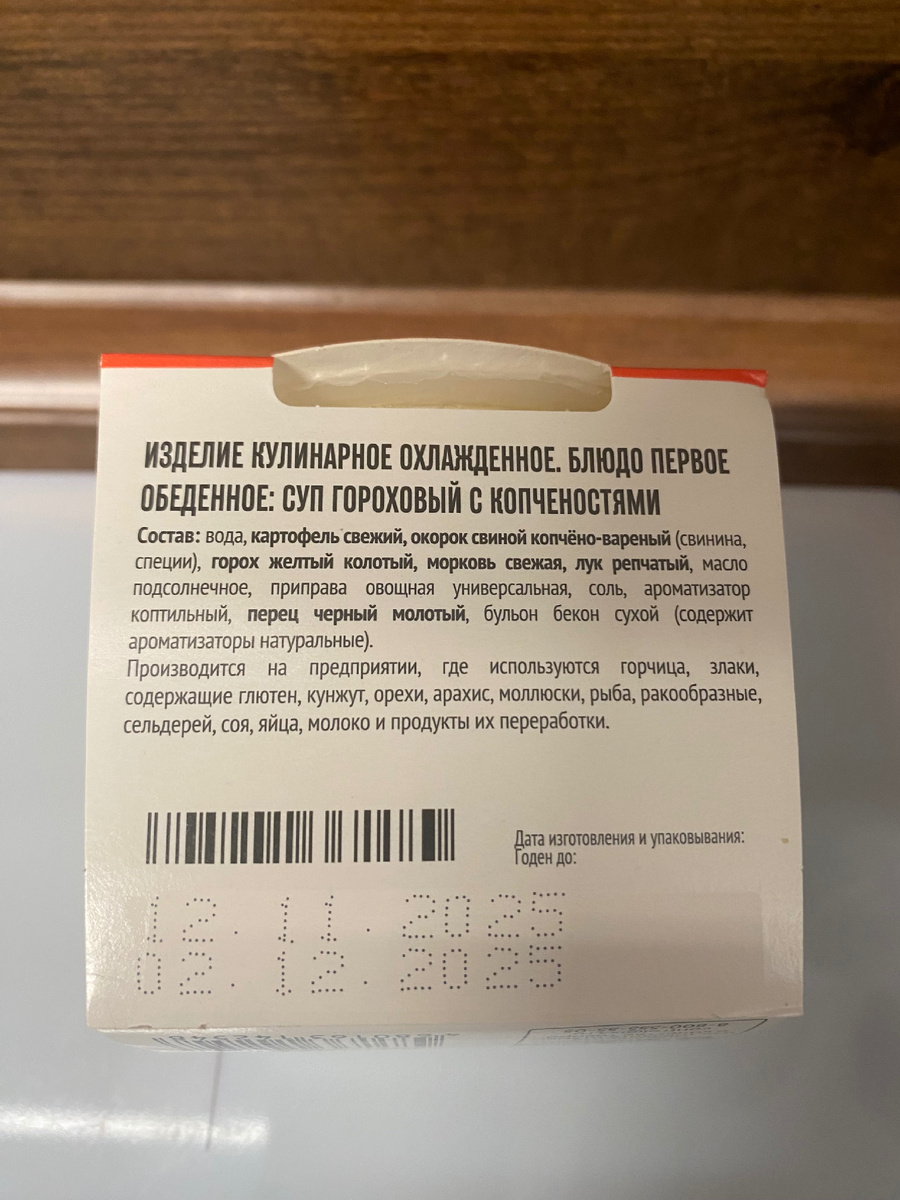 ИЗДЕЛИЕ КУЛИНАРНОЕ ОХЛАЖДЕННОЕ. БЛЮДО ПЕРВОЕ
ОБЕДЕННОЕ: СУП ГОРОХОВЫЙ С КОПЧЕНОСТЯМИ
Состав: вода, картофель свежий, окорок свиной копчёно-вареный (свинина,
специи), горох желтый колотый, морковь свежая, лук репчатый, масло
подсолнечное, приправа овощная универсальная, соль, ароматизатор
коптильный, перец черный молотый, бульон бекон сухой (содержит
ароматизаторы натуральные).
Производится на предприятии, где используются горчица, злаки,
содержащие глютен, кунжут, орехи, арахис, моллюски, рыба, ракообразные,
сельдерей, соя, яйца, молоко и продукты их переработки.
Дата изготовления и упаковывания:
Годен до:
12.11.2025
02.12.2025